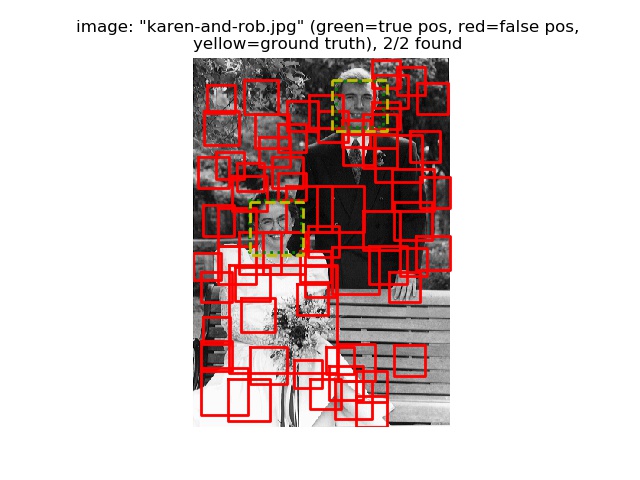 image: "karen-and-rob.jpg" (green=true pos, red=false pos,
yellow=ground truth), 2/2 found